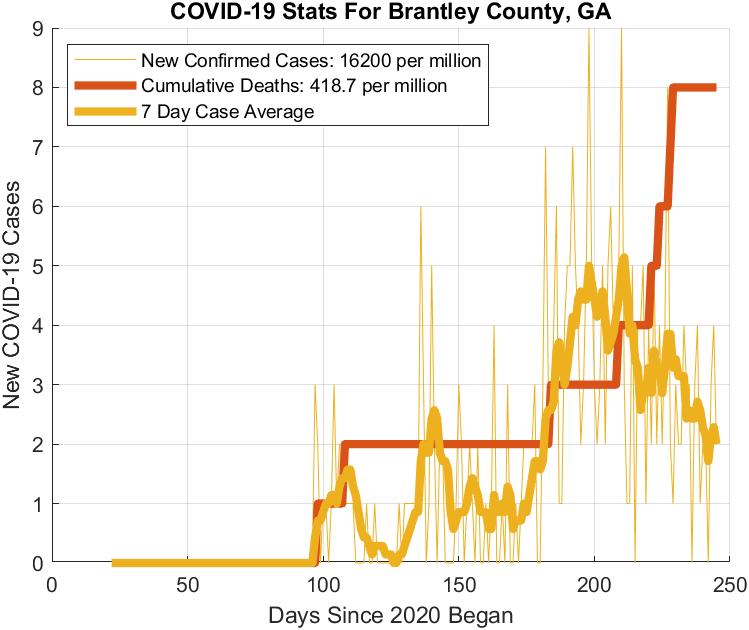 COVID-19 Stats For Brantley County, GA
New Confirmed Cases: 16200 per million
Cumulative Deaths: 418.7 per million
7 Day Case Average
New COVID-19 Cases
9
8
7
6
5
4
3
2
1
0
0 50 100 150 200 250
Days Since 2020 Began